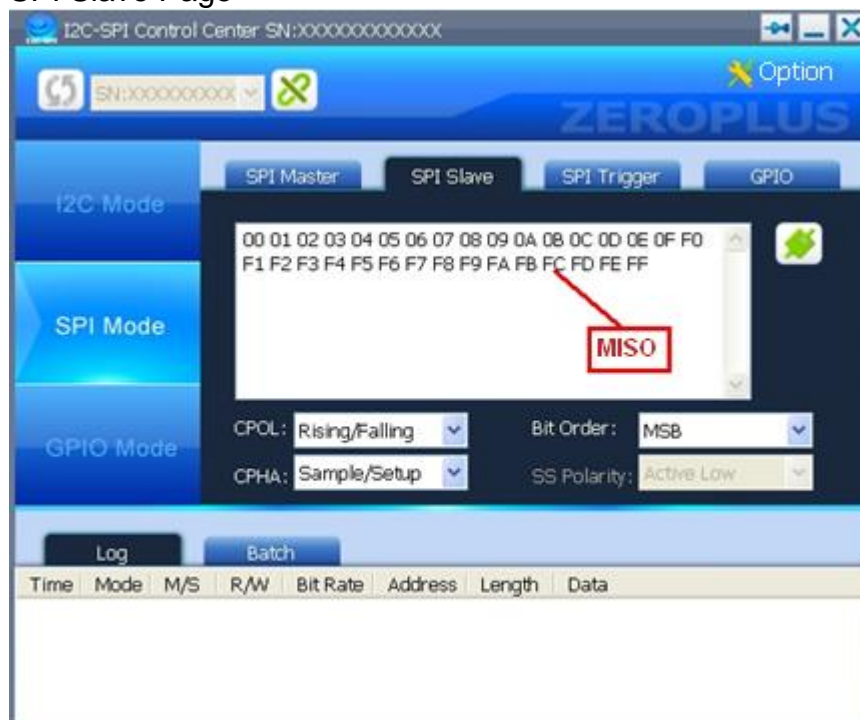 SPI Slave Page
I2C-SPI Control Center SN:XXXXXXXXXXXXX
SN:XXXXXXXXX
Option
ZEROPLUS
SPI Master SPI Slave SPI Trigger GPIO
I2C Mode
00 01 02 03 04 05 06 07 08 09 0A 0B 0C 0D 0E 0F F0
F1 F2 F3 F4 F5 F6 F7 F8 F9 FA FB FC FD FE FF
SPI Mode
MISO
GPIO Mode
CPOL: Rising/Falling Bit Order: MSB
CPHA: Sample/Setup SS Polarity: Active Low
Log Batch
Time Mode M/S R/W Bit Rate Address Length Data